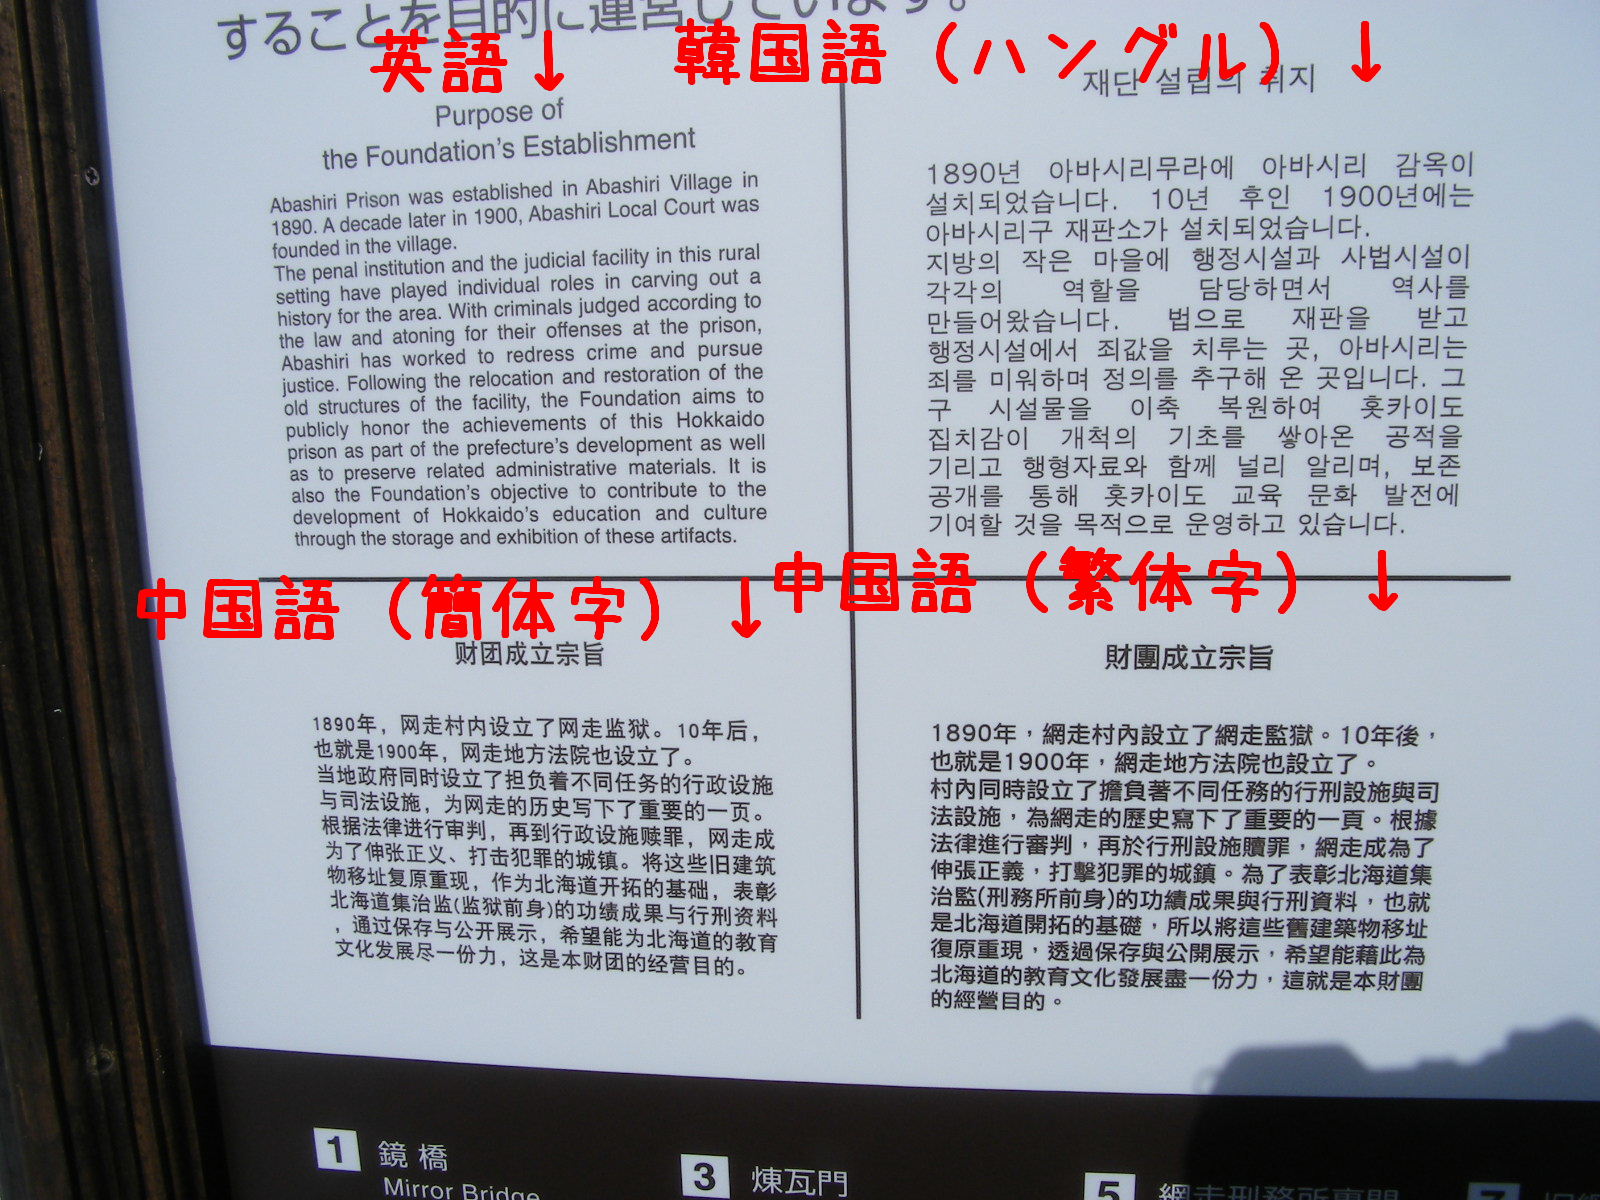 することを目的に運営しています。
英語↓
韓国語（ハングル）↓
Purpose of
the Foundation's Establishment
Abashiri Prison was established in Abashiri Village in
1890. A decade later in 1900, Abashiri Local Court was
founded in the village.
The penal institution and the judicial facility in this rural
setting have played individual roles in carving out a
history for the area. With criminals judged according to
the law and atoning for their offenses at the prison,
Abashiri has worked to redress crime and pursue
justice. Following the relocation and restoration of the
old structures of the facility, the Foundation aims to
publicly honor the achievements of this Hokkaido
prison as part of the prefecture's development as well
as to preserve related administrative materials. It is
also the Foundation's objective to contribute to the
development of Hokkaido's education and culture
through the storage and exhibition of these artifacts.
재단 설립의 취지
1890년 아바시리무라에 아바시리 감옥이
설치되었습니다. 10년 후인 1900년에는
아바시리구 재판소가 설치되었습니다.
지방의 작은 마을에 행정시설과 사법시설이
각각의 역할을 담당하면서 역사를
만들어왔습니다. 법으로 재판을 받고
행정시설에서 죄값을 치루는 곳, 아바시리는
죄를 미워하며 정의를 추구해 온 곳입니다. 그
구 시설물을 이축 복원하여 홋카이도
집치감이 개척의 기초를 쌓아온 공적을
기리고 행형자료와 함께 널리 알리며, 보존
공개를 통해 홋카이도 교육 문화 발전에
기여할 것을 목적으로 운영하고 있습니다.
中国語（簡体字）↓
中国語（繁体字）↓
财团成立宗旨
1890年，网走村内设立了网走监狱。10年后，
也就是1900年，网走地方法院也设立了。
当地政府同时设立了担负着不同任务的行政设施
与司法设施，为网走的历史写下了重要的一页。
根据法律进行审判，再到行政设施赎罪，网走成
为了伸张正义、打击犯罪的城镇。将这些旧建筑
物移址复原重现，作为北海道开拓的基础，表彰
北海道集治监(监狱前身)的功绩成果与行刑资料
，通过保存与公开展示，希望能为北海道的教育
文化发展尽一份力，这是本财团的经营目的。
財團成立宗旨
1890年，網走村內設立了網走監獄。10年後，
也就是1900年，網走地方法院也設立了。
村內同時設立了擔負著不同任務的行刑設施與司
法設施，為網走的歷史寫下了重要的一頁。根據
法律進行審判，再於行刑設施贖罪，網走成為了
伸張正義，打擊犯罪的城鎮。為了表彰北海道集
治監(刑務所前身)的功績成果與行刑資料，也就
是北海道開拓的基礎，所以將這些舊建築物移址
復原重現，透過保存與公開展示，希望能藉此為
北海道的教育文化發展盡一份力，這就是本財團
的經營目的。
1 鏡橋
Mirror Bridge
3 煉瓦門
5 網走刑務所裏門
7